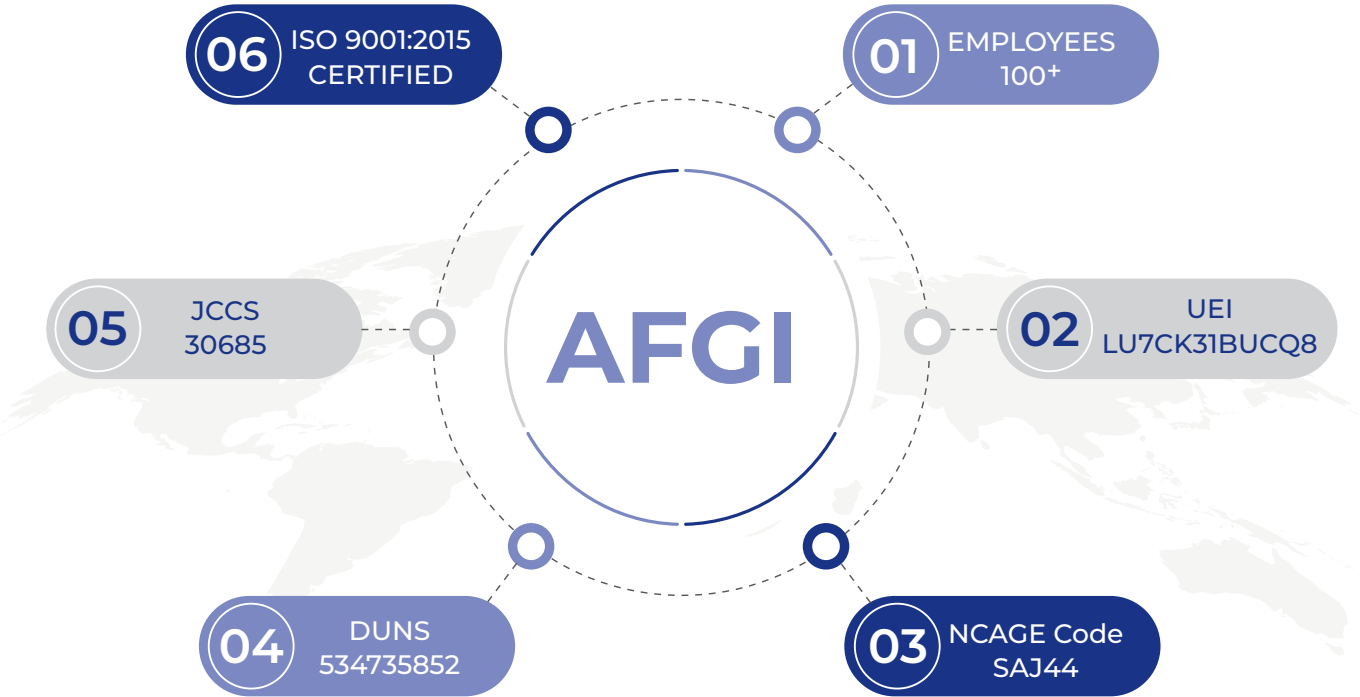 AFGI
01
EMPLOYEES
100+
02
UEI
LU7CK31BUCQ8
03
NCAGE Code
SAJ44
04
DUNS
534735852
05
JCCS
30685
06
ISO 9001:2015
CERTIFIED